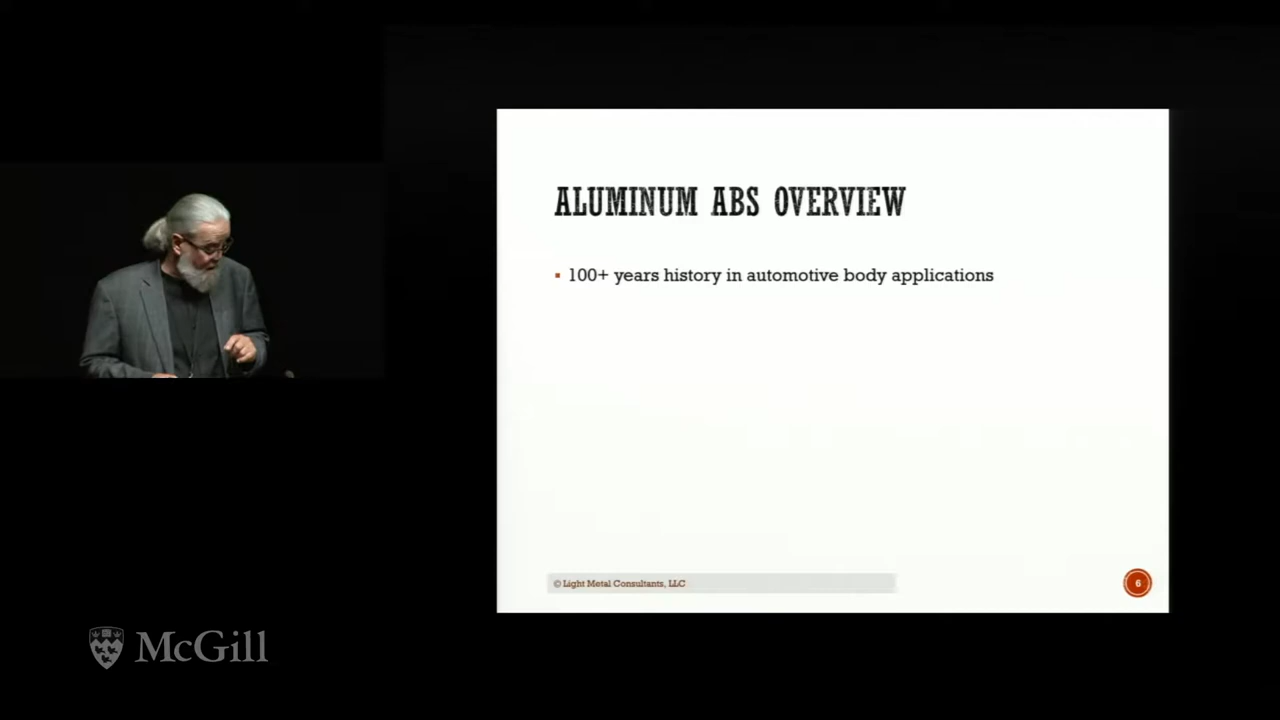 ALUMINUM ABS OVERVIEW
▪ 100+ years history in automotive body applications
© Light Metal Consultants, LLC
6
McGill